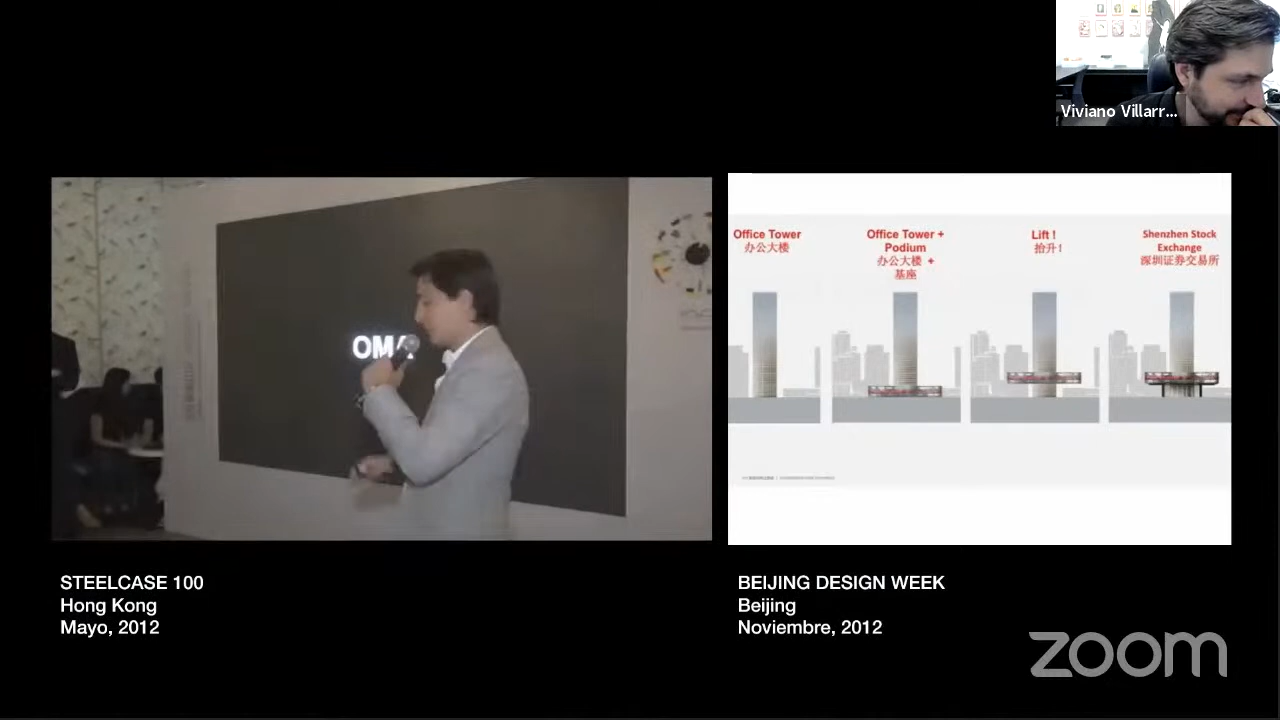 Viviano Villarr...
OMA
Office Tower
办公大楼
Office Tower +
Podium
办公大楼 +
基座
Lift !
抬升！
Shenzhen Stock
Exchange
深圳证券交易所
STEELCASE 100
Hong Kong
Mayo, 2012
BEIJING DESIGN WEEK
Beijing
Noviembre, 2012
zoom